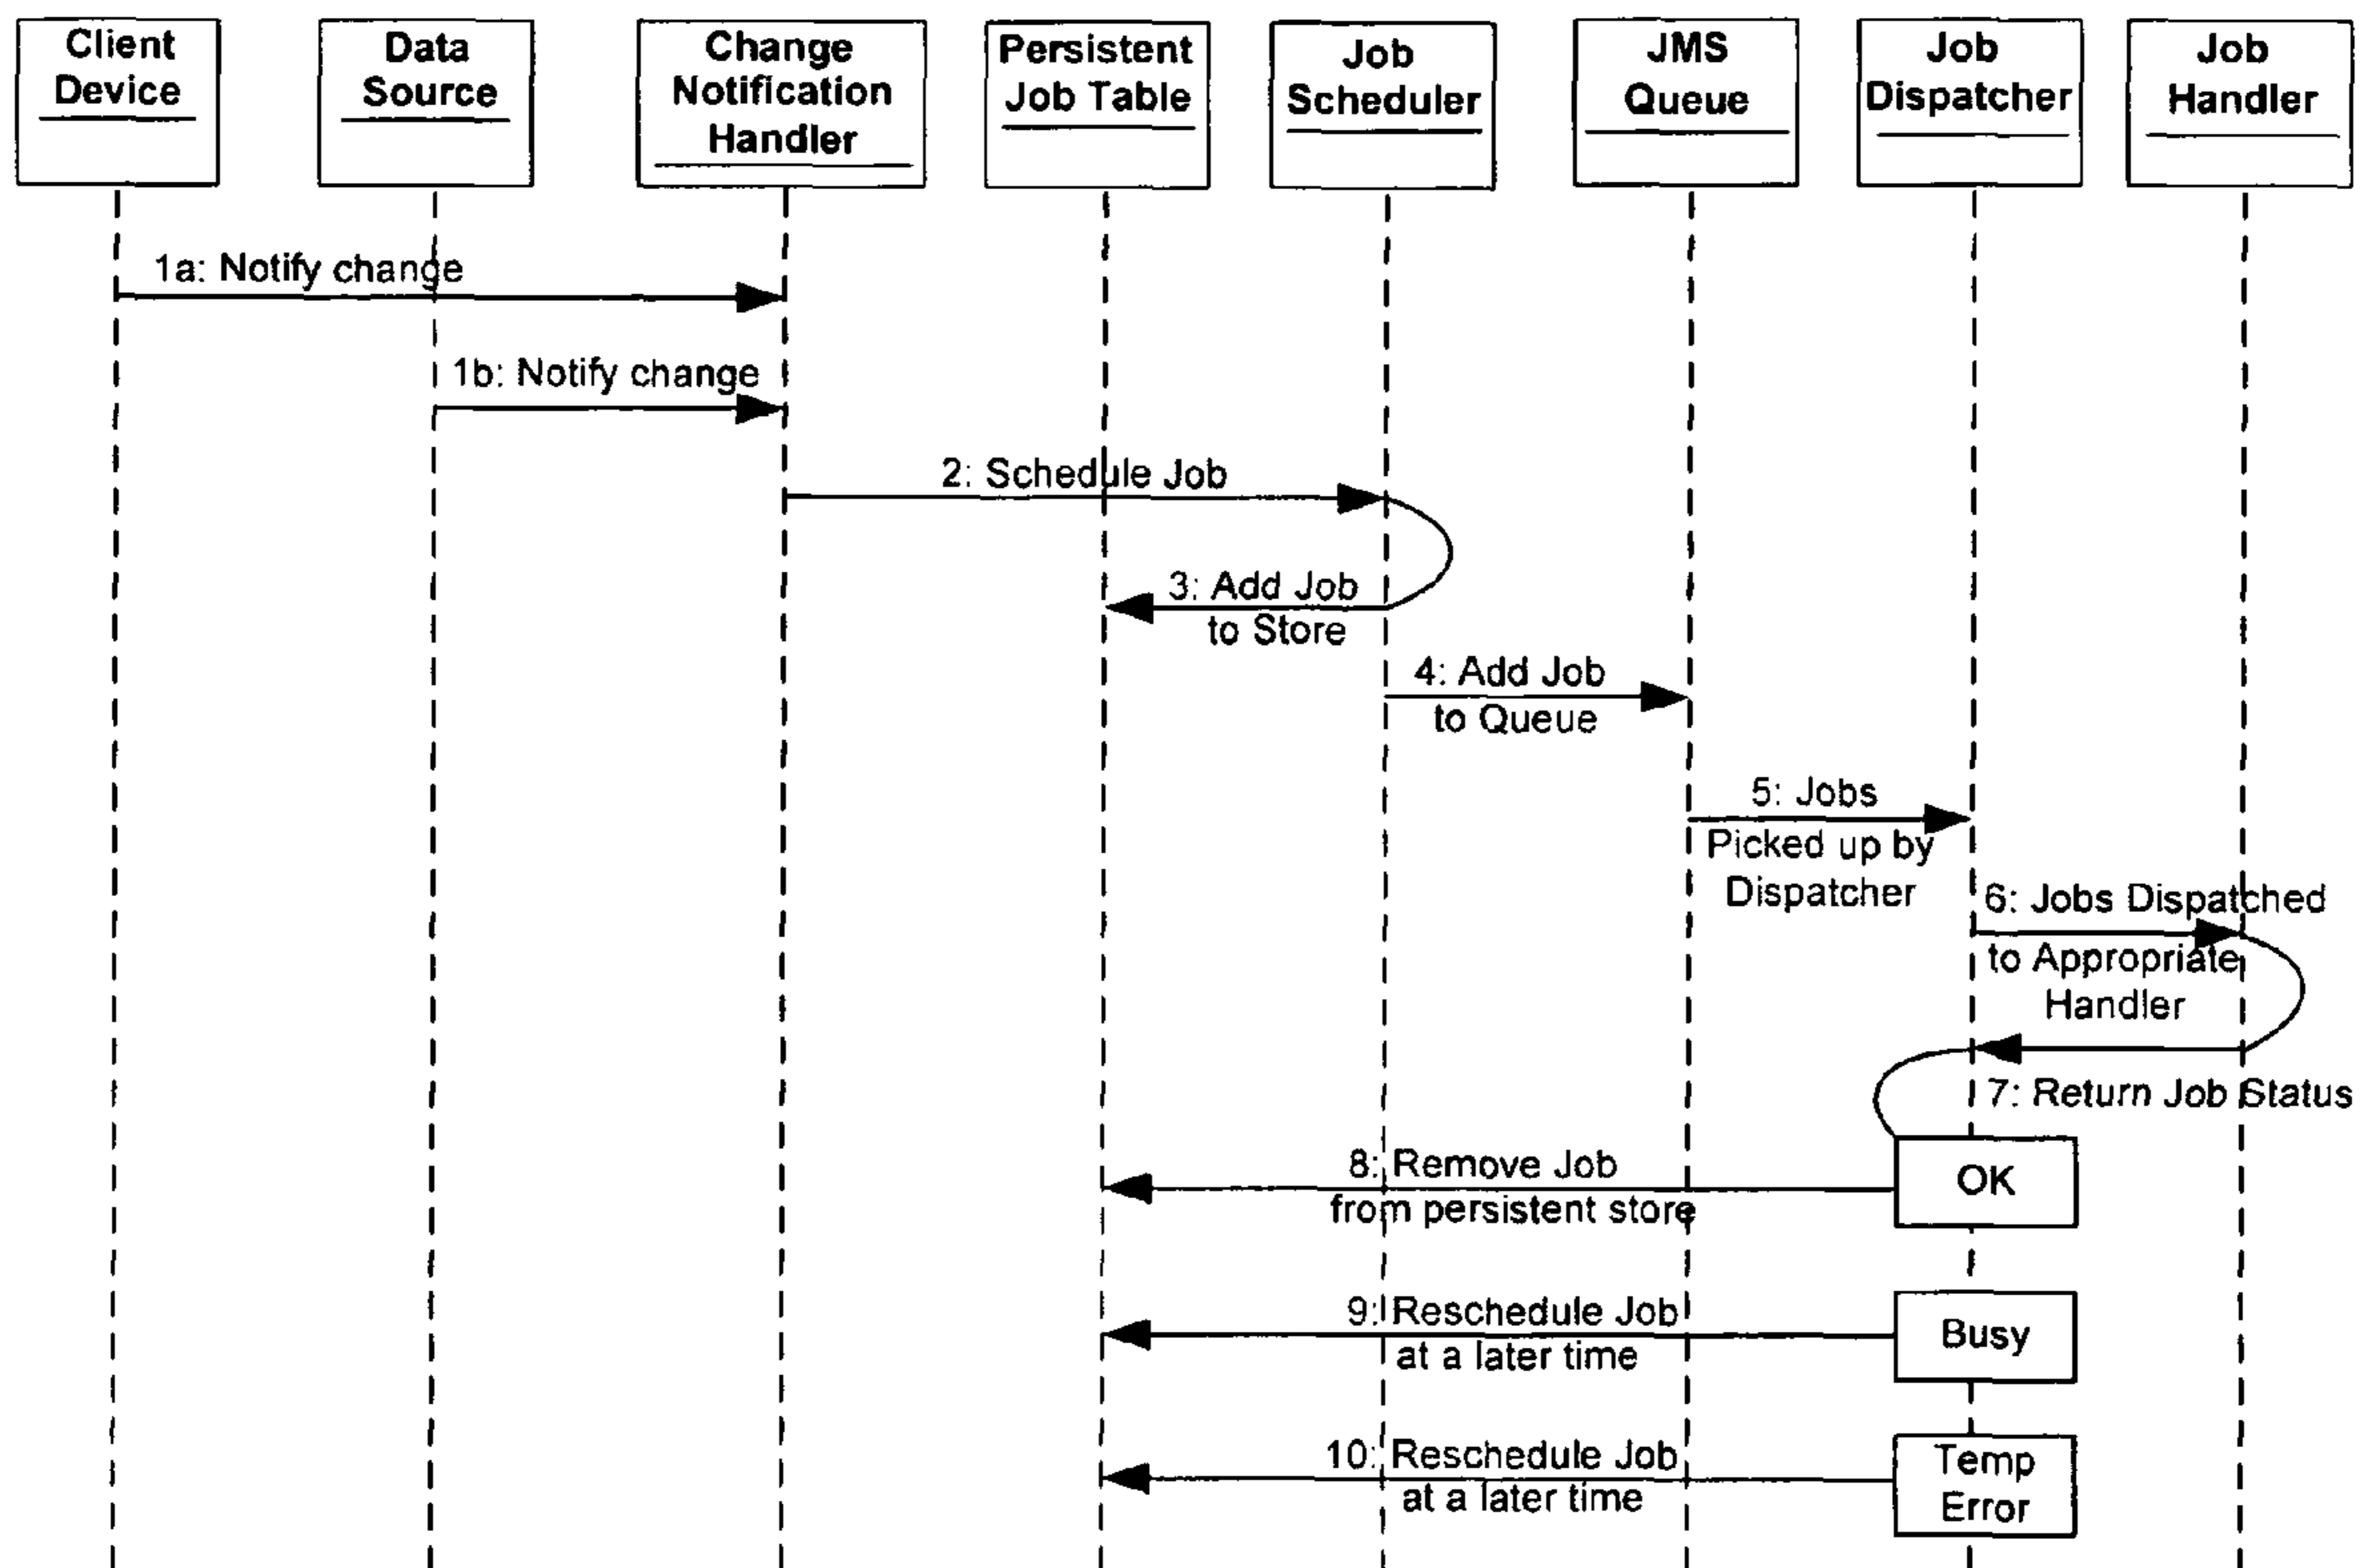 Client
Device
Data
Source
Change
Notification
Handler
Persistent
Job Table
Job
Scheduler
JMS
Queue
Job
Dispatcher
Job
Handler
1a: Notify change
1b: Notify change
2: Schedule Job
3: Add Job
to Store
4: Add Job
to Queue
5: Jobs
Picked up by
Dispatcher
6: Jobs Dispatched
to Appropriate
Handler
7: Return Job Status
8: Remove Job
from persistent store
OK
9: Reschedule Job
at a later time
Busy
10: Reschedule Job
at a later time
Temp
Error